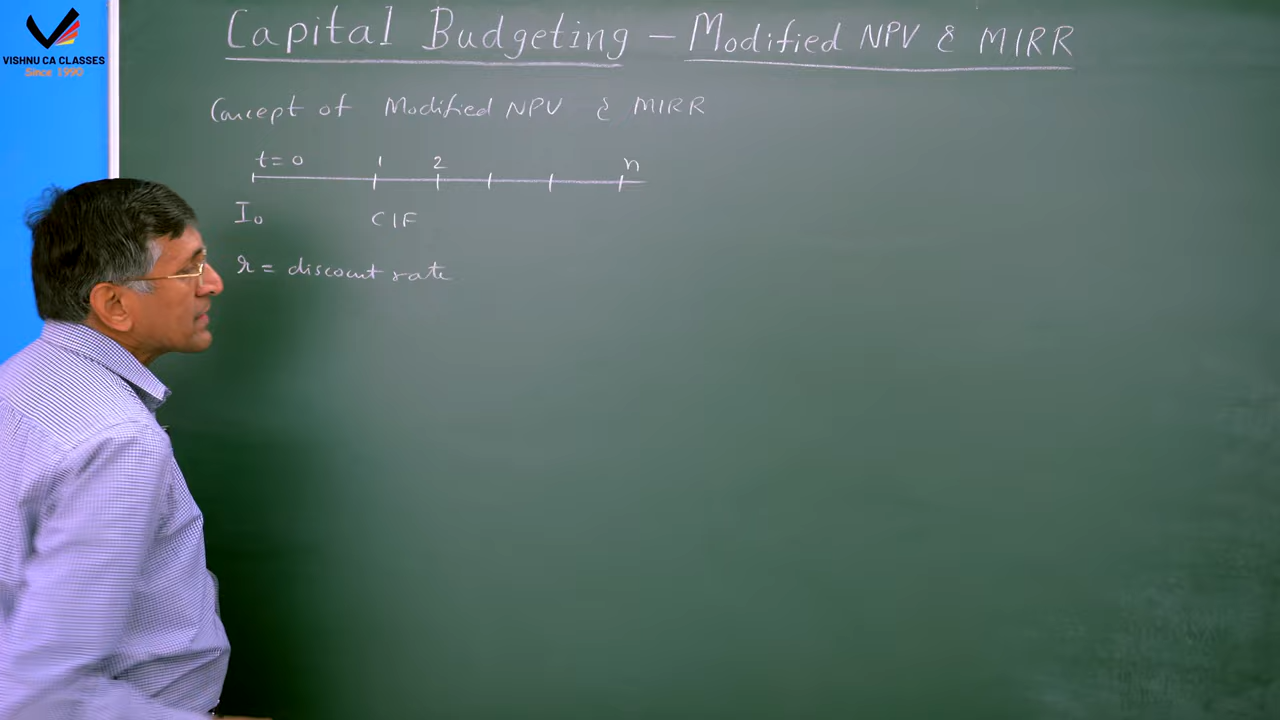 VISHNU CA CLASSES
Since 1990
Capital Budgeting - Modified NPV & MIRR
Concept of Modified NPV & MIRR
t = 0 1 2 n
I₀ CIF
r = discount rate